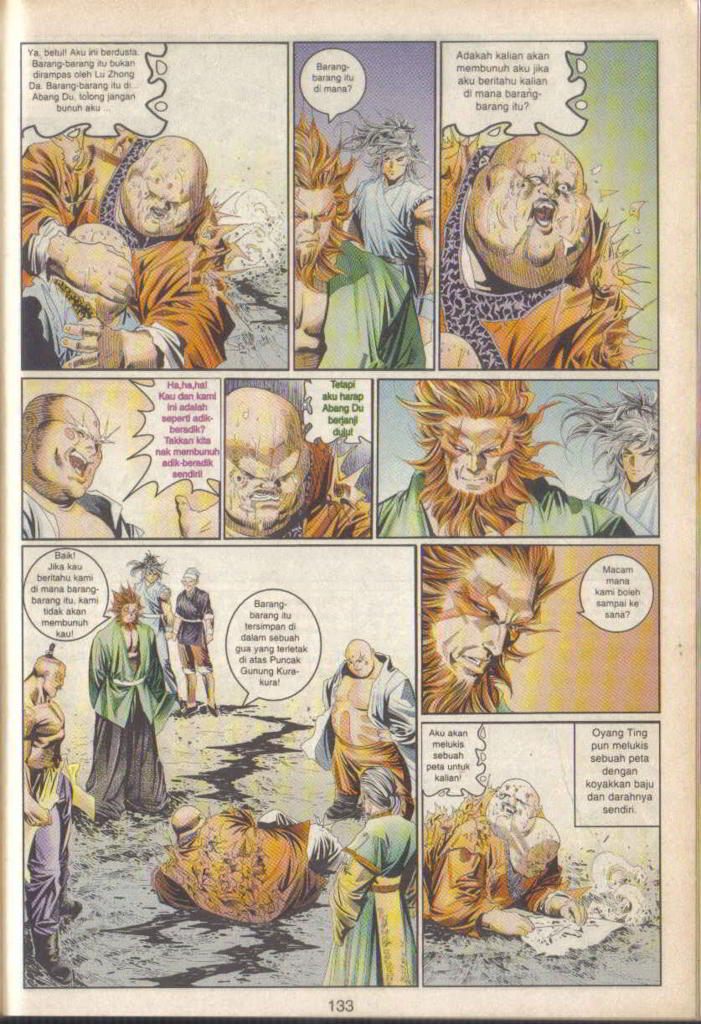 Ya, betul! Aku ini berdusta.
Barang-barang itu bukan
dirampas oleh Lu Zhong
Da. Barang-barang itu di...
Abang Du, tolong jangan
bunuh aku ...
Barang-
barang itu
di mana?
Adakah kalian akan
membunuh aku jika
aku beritahu kalian
di mana barang-
barang itu?
Ha,ha,ha!
Kau dan kami
ini adalah
seperti adik-
beradik?
Takkan kita
nak membunuh
adik-beradik
sendiri!
Tetapi
aku harap
Abang Du
berjanji
dulu!
Baik!
Jika kau
beritahu kami
di mana barang-
barang itu, kami
tidak akan
membunuh
kau!
Barang-
barang itu
tersimpan di
dalam sebuah
gua yang terletak
di atas Puncak
Gunung Kura-
kura!
Macam
mana
kami boleh
sampai ke
sana?
Aku akan
melukis
sebuah
peta untuk
kalian!
Oyang Ting
pun melukis
sebuah peta
dengan
koyakkan baju
dan darahnya
sendiri.
133